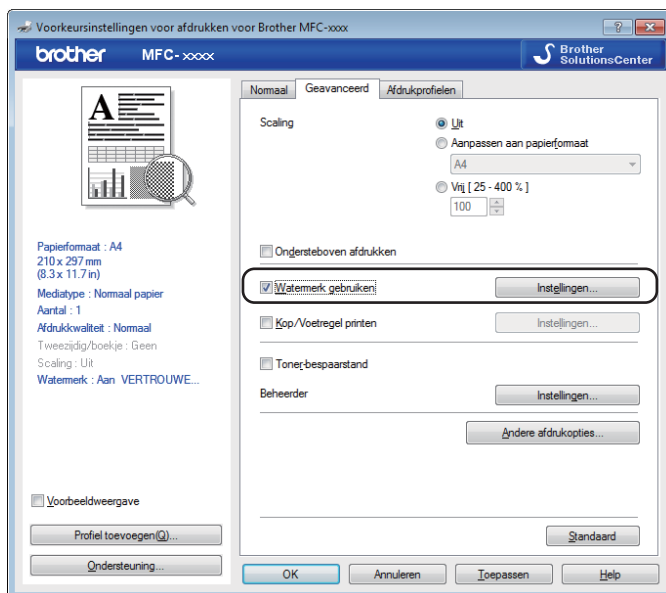 Voorkeursinstellingen voor afdrukken voor Brother MFC-xxxx
brother MFC-xxxx
Brother
SolutionsCenter
Normaal Geavanceerd Afdrukprofielen
Scaling
Uit
Aanpassen aan papierformaat
A4
Vrij [ 25 - 400 % ]
100
Ondersteboven afdrukken
Watermerk gebruiken Instellingen...
Kop/Voetregel printen Instellingen...
Toner-bespaarstand
Beheerder Instellingen...
Andere afdrukopties...
Standaard
A
Papierformaat : A4
210 x 297 mm
(8.3 x 11.7 in)
Mediatype : Normaal papier
Aantal : 1
Afdrukkwaliteit : Normaal
Tweezijdig/boekje : Geen
Scaling : Uit
Watermerk : Aan VERTROUWE...
Voorbeeldweergave
Profiel toevoegen(Q)...
Ondersteuning...
OK Annuleren Toepassen Help